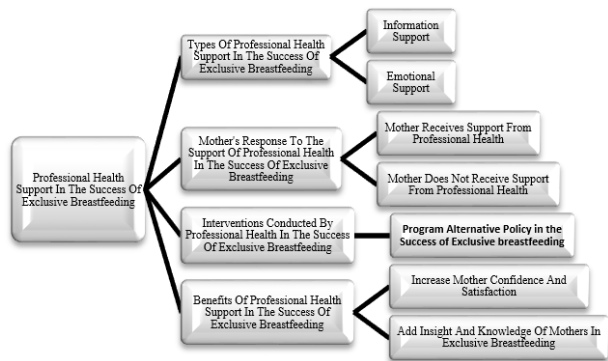 Professional Health
Support In The Success Of
Exclusive Breastfeeding
Types Of Professional Health
Support In The Success Of
Exclusive Breastfeeding
Information
Support
Emotional
Support
Mother's Response To The
Support Of Professional Health
In The Success Of Exclusive
Breastfeeding
Mother Receives Support From
Professional Health
Mother Does Not Receive Support
From Professional Health
Interventions Conducted By
Professional Health In The Success
Of Exclusive Breastfeeding
Program Alternative Policy in the
Success of Exclusive breastfeeding
Benefits Of Professional Health
Support In The Success Of
Exclusive Breastfeeding
Increase Mother Confidence And
Satisfaction
Add Insight And Knowledge Of Mothers In
Exclusive Breastfeeding